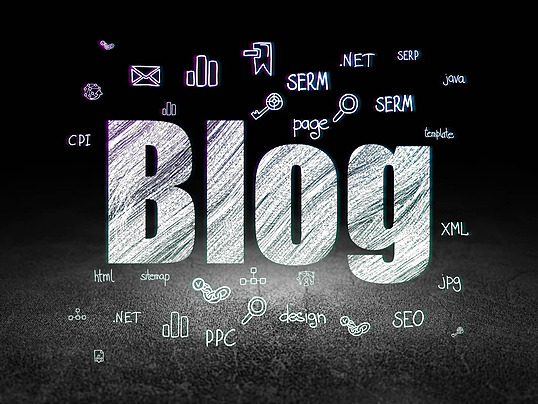 .NET SERP
SERM java
SERM
page template
CPI
Blog
XML
html sitemap jpg
.NET design SEO
PPC